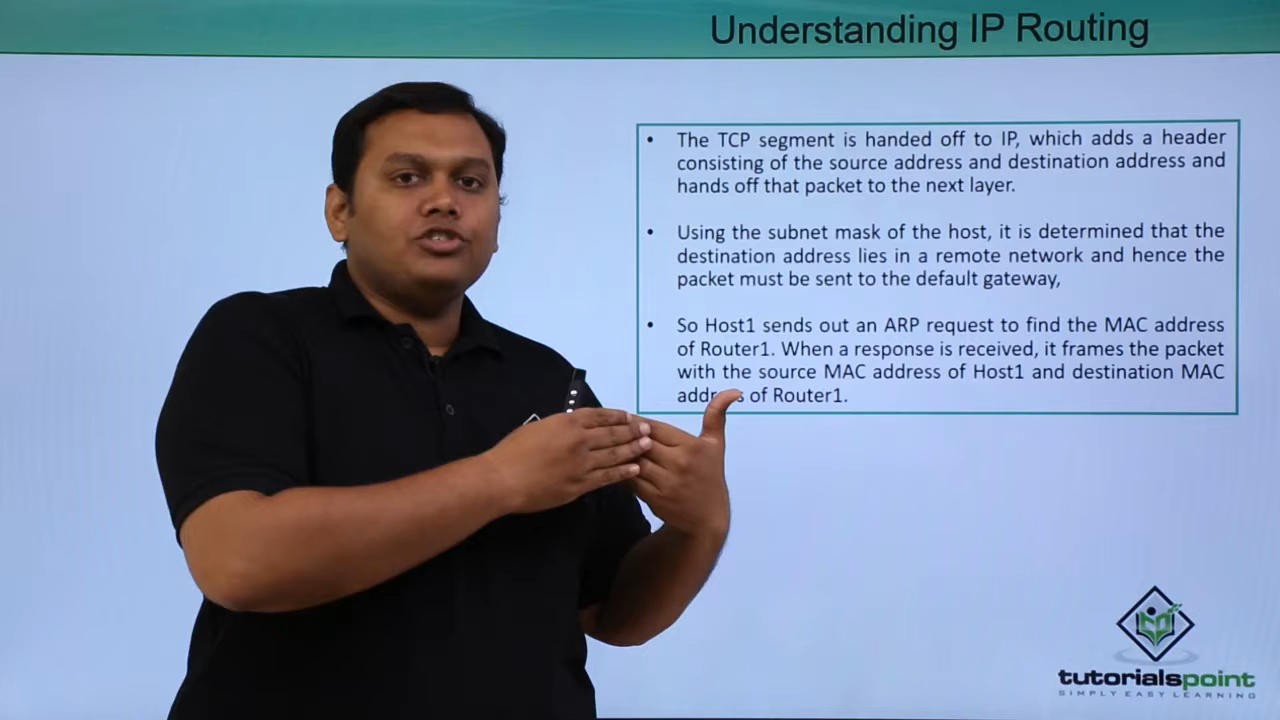 Understanding IP Routing
• The TCP segment is handed off to IP, which adds a header
consisting of the source address and destination address and
hands off that packet to the next layer.
• Using the subnet mask of the host, it is determined that the
destination address lies in a remote network and hence the
packet must be sent to the default gateway,
• So Host1 sends out an ARP request to find the MAC address
of Router1. When a response is received, it frames the packet
with the source MAC address of Host1 and destination MAC
of Router1.
tutorialspoint
SIMPLY EASY LEARNING